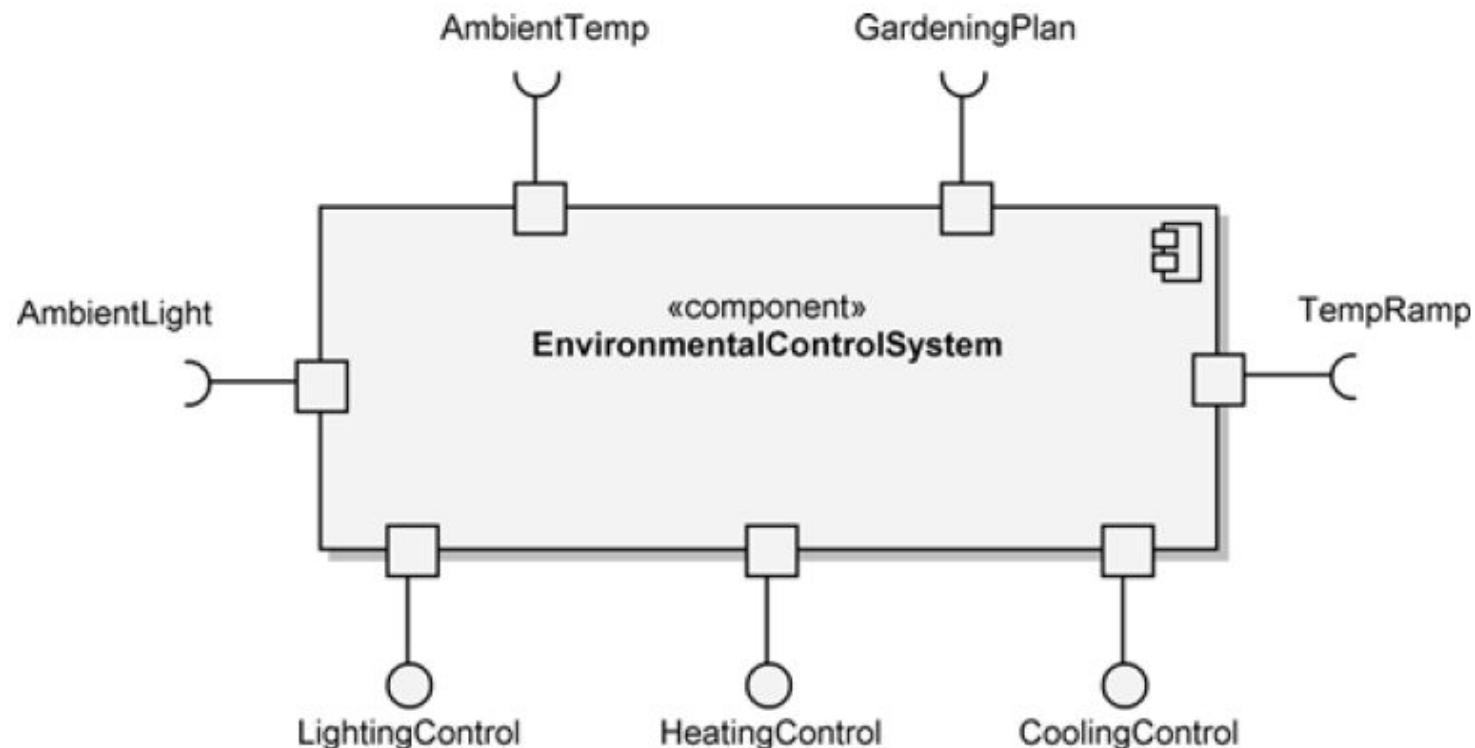 AmbientTemp
GardeningPlan
AmbientLight
«component»
EnvironmentalControlSystem
TempRamp
LightingControl
HeatingControl
CoolingControl